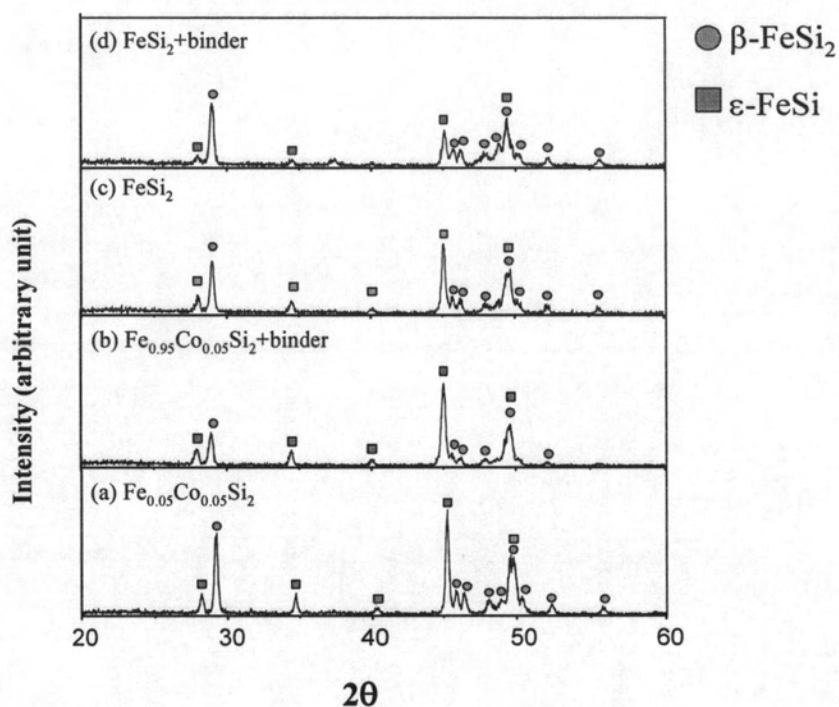 (d) FeSi₂+binder
β-FeSi₂
ε-FeSi
(c) FeSi₂
(b) Fe₀.₉₅Co₀.₀₅Si₂+binder
(a) Fe₀.₀₅Co₀.₀₅Si₂
Intensity (arbitrary unit)
20 30 40 50 60
2θ